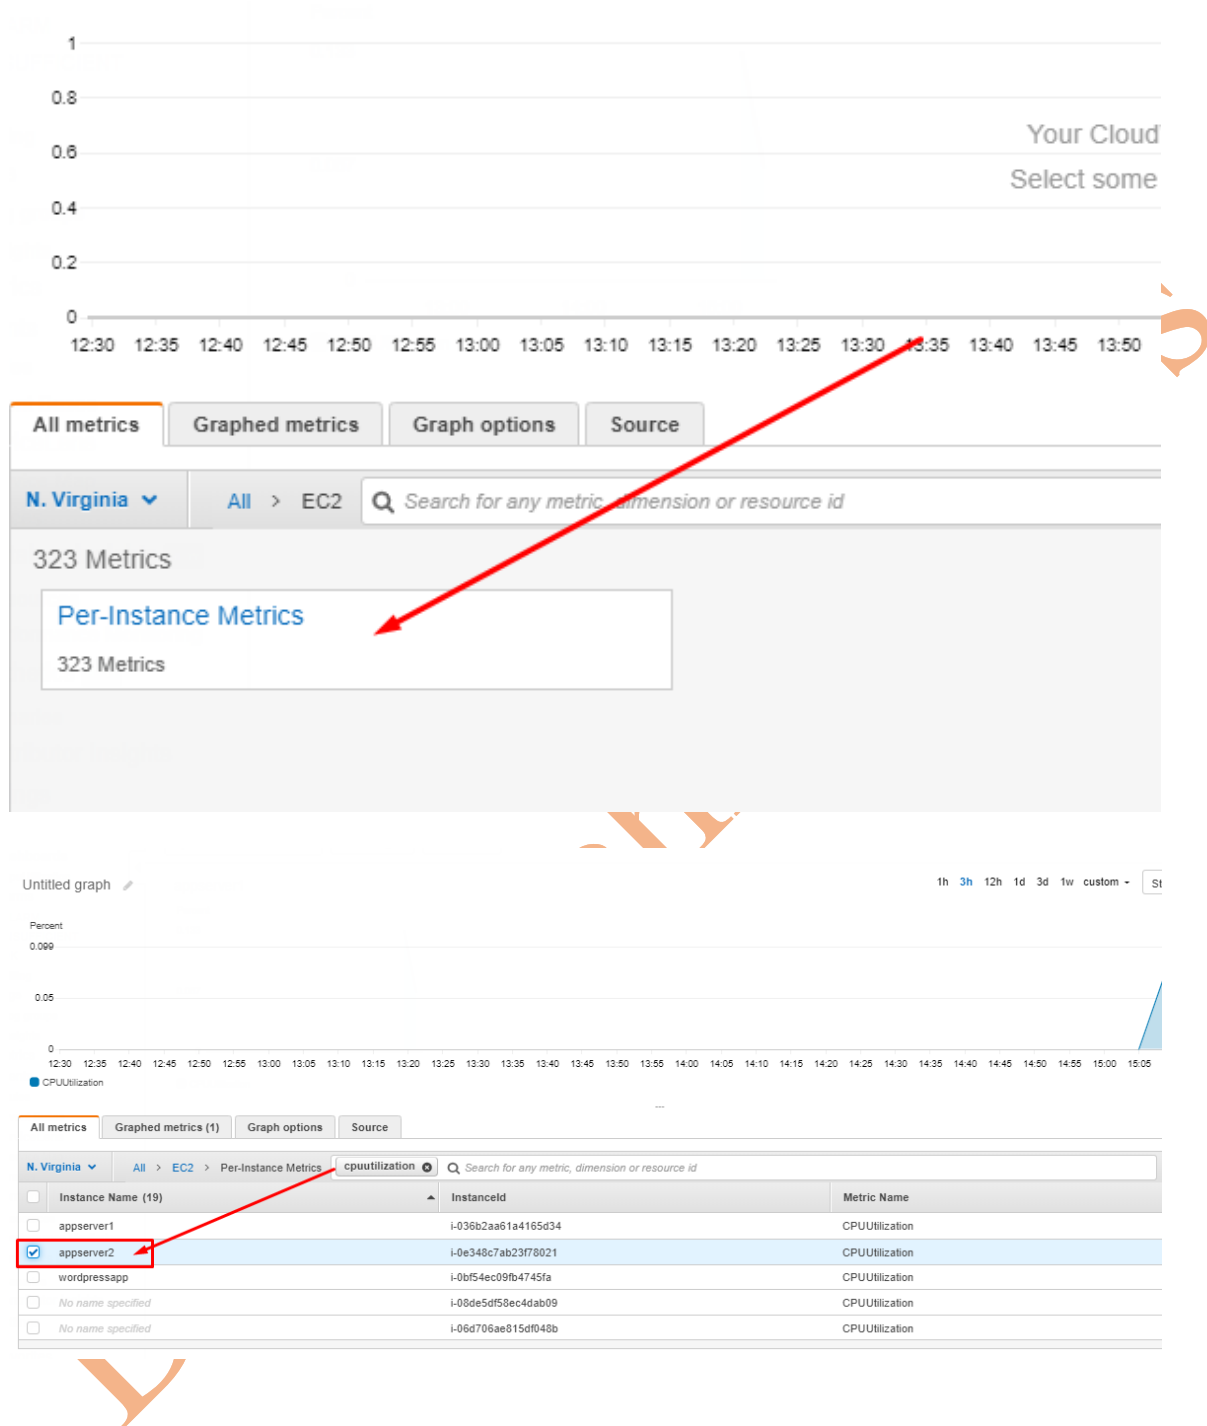 1
0.8
Your Cloud
0.6
Select some
0.4
0.2
0
12:30 12:35 12:40 12:45 12:50 12:55 13:00 13:05 13:10 13:15 13:20 13:25 13:30 13:35 13:40 13:45 13:50
All metrics Graphed metrics Graph options Source
N. Virginia All > EC2 Search for any metric, dimension or resource id
323 Metrics
Per-Instance Metrics
323 Metrics
Untitled graph 1h 3h 12h 1d 3d 1w custom St
Percent
0.099
0.05
0
12:30 12:35 12:40 12:45 12:50 12:55 13:00 13:05 13:10 13:15 13:20 13:25 13:30 13:35 13:40 13:45 13:50 13:55 14:00 14:05 14:10 14:15 14:20 14:25 14:30 14:35 14:40 14:45 14:50 14:55 15:00 15:05
CPUUtilization
All metrics Graphed metrics (1) Graph options Source
N. Virginia All > EC2 > Per-Instance Metrics cpuutilization Search for any metric, dimension or resource id
Instance Name (19) InstanceId Metric Name
appserver1 i-036b2aa61a4165d34 CPUUtilization
appserver2 i-0e348c7ab23f78021 CPUUtilization
wordpressapp i-0bf54ec09fb4745fa CPUUtilization
No name specified i-08de5df58ec4dab09 CPUUtilization
No name specified i-06d706ae815df048b CPUUtilization